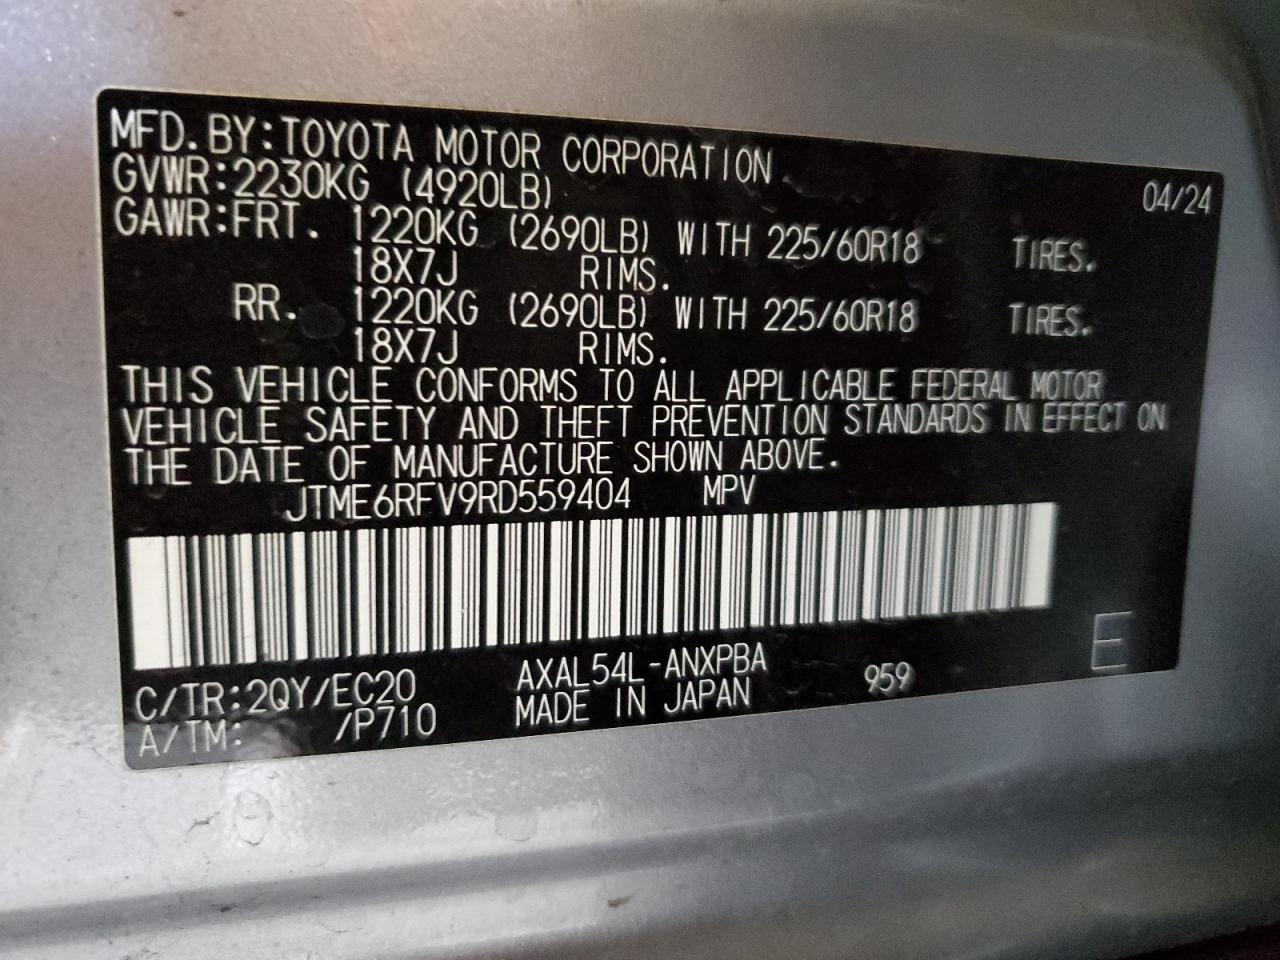 MFD. BY: TOYOTA MOTOR CORPORATION 04/24
GVWR: 2230KG (4920LB)
GAWR: FRT. 1220KG (2690LB) WITH 225/60R18 TIRES.
18X7J RIMS.
RR. 1220KG (2690LB) WITH 225/60R18 TIRES.
18X7J RIMS.
THIS VEHICLE CONFORMS TO ALL APPLICABLE FEDERAL MOTOR
VEHICLE SAFETY AND THEFT PREVENTION STANDARDS IN EFFECT ON
THE DATE OF MANUFACTURE SHOWN ABOVE.
JTME6RFV9RD559404 MPV
C/TR: 2QY/EC20 AXAL54L-ANXPBA 959 E
A/TM: /P710 MADE IN JAPAN